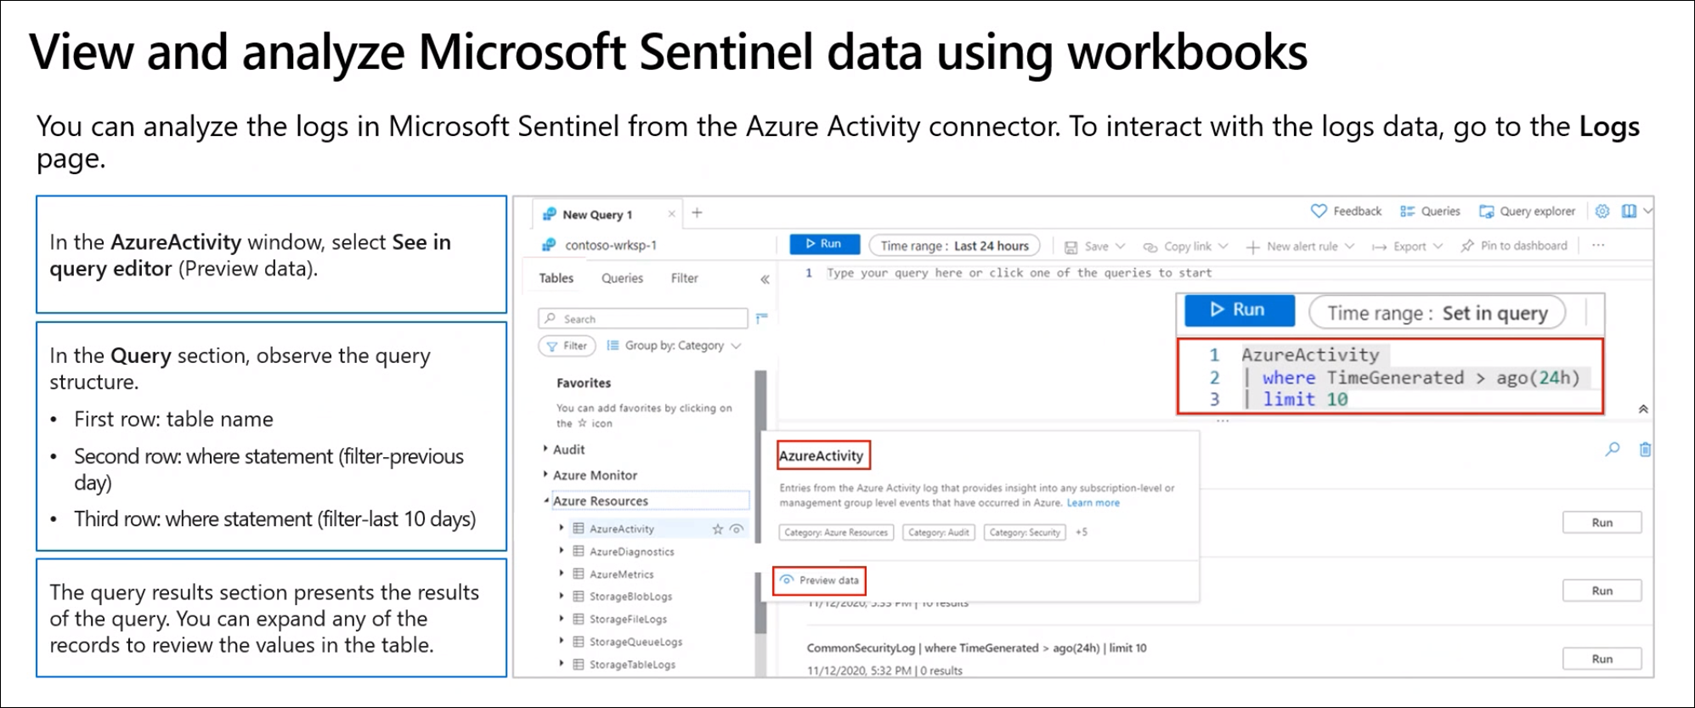 View and analyze Microsoft Sentinel data using workbooks
You can analyze the logs in Microsoft Sentinel from the Azure Activity connector. To interact with the logs data, go to the Logs
page.
In the AzureActivity window, select See in
query editor (Preview data).
In the Query section, observe the query
structure.
• First row: table name
• Second row: where statement (filter-previous
day)
• Third row: where statement (filter-last 10 days)
The query results section presents the results
of the query. You can expand any of the
records to review the values in the table.
New Query 1 × +
Feedback Queries Query explorer
contoso-wrksp-1
Run Time range : Last 24 hours Save Copy link New alert rule Export Pin to dashboard ...
Tables Queries Filter «
1 Type your query here or click one of the queries to start
Search
Filter Group by: Category
Favorites
You can add favorites by clicking on
the ☆ icon
Audit
Azure Monitor
Azure Resources
AzureActivity
AzureDiagnostics
AzureMetrics
StorageBlobLogs
StorageFileLogs
StorageQueueLogs
StorageTableLogs
Run Time range : Set in query
1 AzureActivity
2 | where TimeGenerated > ago(24h)
3 | limit 10
AzureActivity
Entries from the Azure Activity log that provides insight into any subscription-level or
management group level events that have occurred in Azure. Learn more
Category: Azure Resources Category: Audit Category: Security +5
Preview data
Run
Run
11/12/2020, 5:33 PM | 10 results
CommonSecurityLog | where TimeGenerated > ago(24h) | limit 10
11/12/2020, 5:32 PM | 0 results
Run